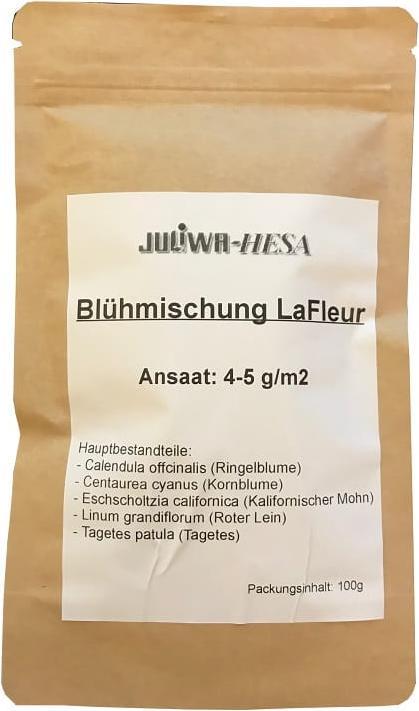 JULIWA-HESA
Blühmischung LaFleur
Ansaat: 4-5 g/m2
Hauptbestandteile:
- Calendula offcinalis (Ringelblume)
- Centaurea cyanus (Kornblume)
- Eschscholtzia californica (Kalifornischer Mohn)
- Linum grandiflorum (Roter Lein)
- Tagetes patula (Tagetes)
Packungsinhalt: 100g